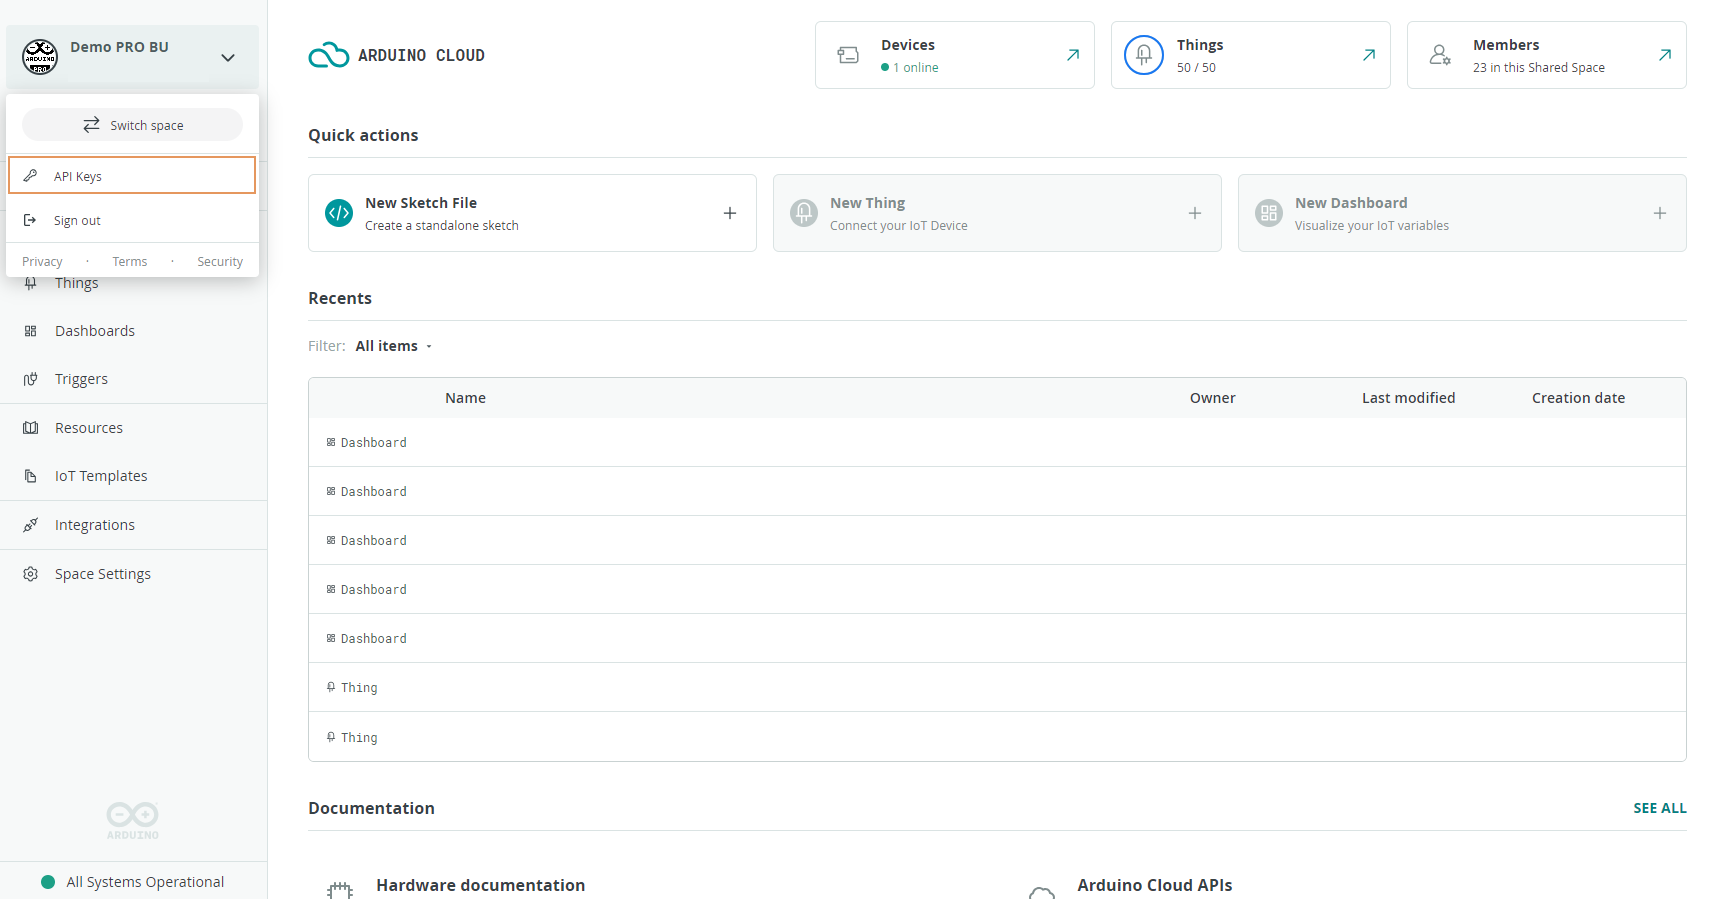 Demo PRO BU
ARDUINO
PRO
Switch space
API Keys
Sign out
Privacy · Terms · Security
Things
Dashboards
Triggers
Resources
IoT Templates
Integrations
Space Settings
ARDUINO
All Systems Operational
ARDUINO CLOUD
Devices
1 online
Things
50 / 50
Members
23 in this Shared Space
Quick actions
New Sketch File
Create a standalone sketch
New Thing
Connect your IoT Device
New Dashboard
Visualize your IoT variables
Recents
Filter: All items
Name Owner Last modified Creation date
Dashboard
Dashboard
Dashboard
Dashboard
Dashboard
Thing
Thing
Documentation
SEE ALL
Hardware documentation
Arduino Cloud APIs